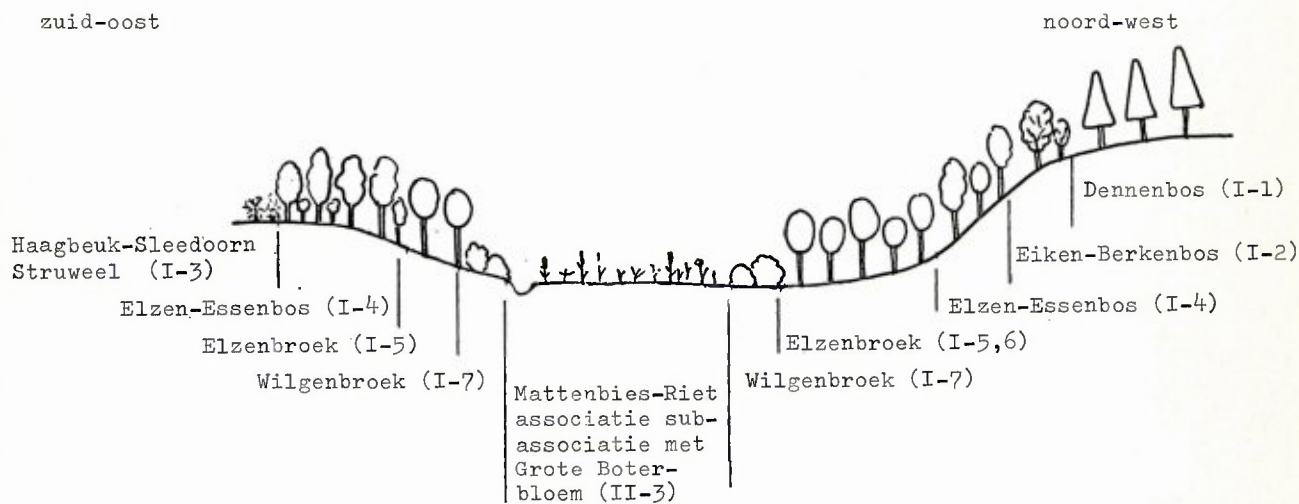 zuid-oost
noord-west
Haagbeuk-Sleedoorn
Struweel (I-3)
Elzen-Essenbos (I-4)
Elzenbroek (I-5)
Wilgenbroek (I-7)
Mattenbies-Riet
associatie sub-
associatie met
Grote Boter-
bloem (II-3)
Dennenbos (I-1)
Eiken-Berkenbos (I-2)
Elzen-Essenbos (I-4)
Elzenbroek (I-5,6)
Wilgenbroek (I-7)